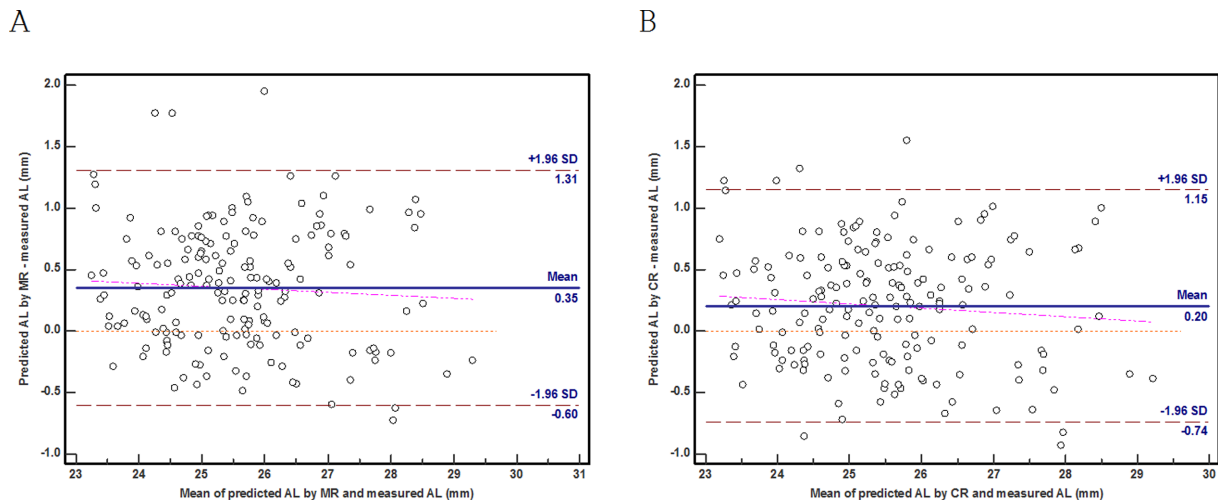 A
B
Predicted AL by MR - measured AL (mm)
2.0
1.5
1.0
0.5
0.0
-0.5
-1.0
+1.96 SD
1.31
Mean
0.35
-1.96 SD
-0.60
23 24 25 26 27 28 29 30 31
Mean of predicted AL by MR and measured AL (mm)
Predicted AL by CR - measured AL (mm)
2.0
1.5
1.0
0.5
0.0
-0.5
-1.0
+1.96 SD
1.15
Mean
0.20
-1.96 SD
-0.74
23 24 25 26 27 28 29 30
Mean of predicted AL by CR and measured AL (mm)